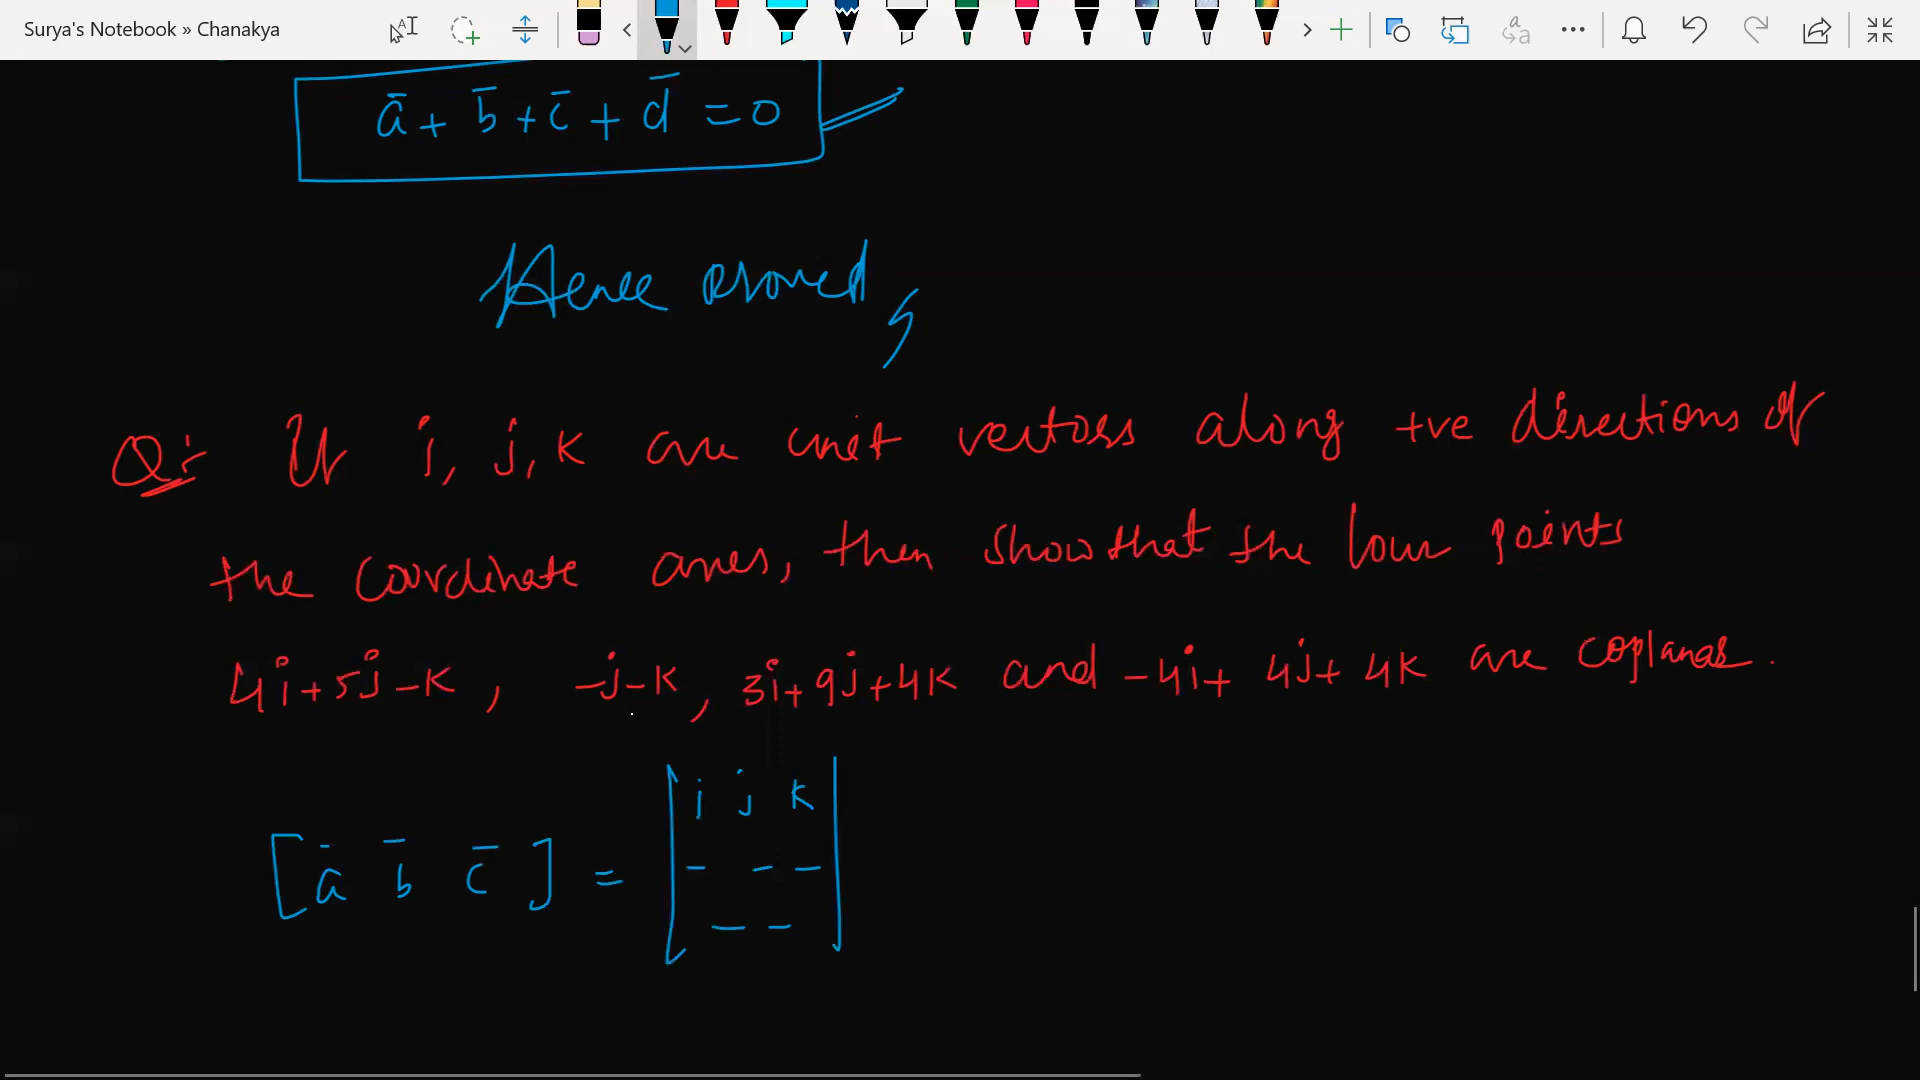 Surya's Notebook » Chanakya
ā + b̄ + c̄ + d̄ = 0
Hence proved,
Q:- If i, j, k are unit vectors along +ve directions of
the coordinate axes, then show that the four points
4i+5j-k, -j-k, 3i+9j+4k and -4i+ 4j+ 4k are coplanar.
[ā b̄ c̄] = | i j k |
- - -
- -